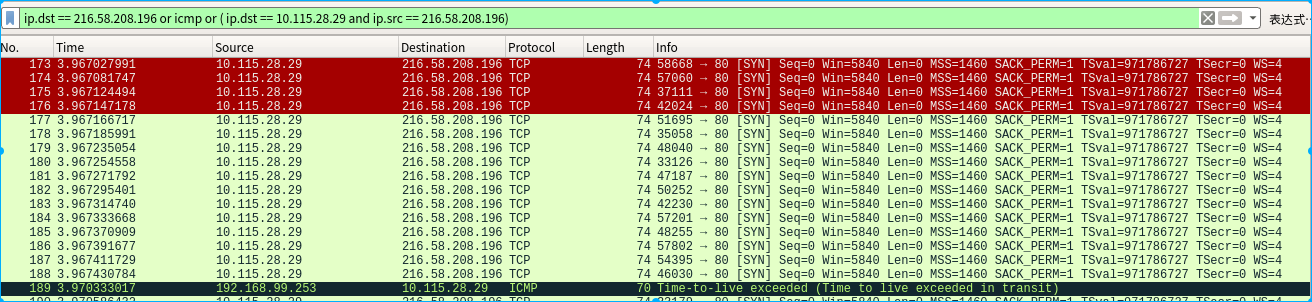 ip.dst == 216.58.208.196 or icmp or ( ip.dst == 10.115.28.29 and ip.src == 216.58.208.196) 表达式…
No. Time Source Destination Protocol Length Info
173 3.967027991 10.115.28.29 216.58.208.196 TCP 74 58668 → 80 [SYN] Seq=0 Win=5840 Len=0 MSS=1460 SACK_PERM=1 TSval=971786727 TSecr=0 WS=4
174 3.967081747 10.115.28.29 216.58.208.196 TCP 74 57060 → 80 [SYN] Seq=0 Win=5840 Len=0 MSS=1460 SACK_PERM=1 TSval=971786727 TSecr=0 WS=4
175 3.967124494 10.115.28.29 216.58.208.196 TCP 74 37111 → 80 [SYN] Seq=0 Win=5840 Len=0 MSS=1460 SACK_PERM=1 TSval=971786727 TSecr=0 WS=4
176 3.967147178 10.115.28.29 216.58.208.196 TCP 74 42024 → 80 [SYN] Seq=0 Win=5840 Len=0 MSS=1460 SACK_PERM=1 TSval=971786727 TSecr=0 WS=4
177 3.967166717 10.115.28.29 216.58.208.196 TCP 74 51695 → 80 [SYN] Seq=0 Win=5840 Len=0 MSS=1460 SACK_PERM=1 TSval=971786727 TSecr=0 WS=4
178 3.967185991 10.115.28.29 216.58.208.196 TCP 74 35058 → 80 [SYN] Seq=0 Win=5840 Len=0 MSS=1460 SACK_PERM=1 TSval=971786727 TSecr=0 WS=4
179 3.967235054 10.115.28.29 216.58.208.196 TCP 74 48040 → 80 [SYN] Seq=0 Win=5840 Len=0 MSS=1460 SACK_PERM=1 TSval=971786727 TSecr=0 WS=4
180 3.967254558 10.115.28.29 216.58.208.196 TCP 74 33126 → 80 [SYN] Seq=0 Win=5840 Len=0 MSS=1460 SACK_PERM=1 TSval=971786727 TSecr=0 WS=4
181 3.967271792 10.115.28.29 216.58.208.196 TCP 74 47187 → 80 [SYN] Seq=0 Win=5840 Len=0 MSS=1460 SACK_PERM=1 TSval=971786727 TSecr=0 WS=4
182 3.967295401 10.115.28.29 216.58.208.196 TCP 74 50252 → 80 [SYN] Seq=0 Win=5840 Len=0 MSS=1460 SACK_PERM=1 TSval=971786727 TSecr=0 WS=4
183 3.967314740 10.115.28.29 216.58.208.196 TCP 74 42230 → 80 [SYN] Seq=0 Win=5840 Len=0 MSS=1460 SACK_PERM=1 TSval=971786727 TSecr=0 WS=4
184 3.967333668 10.115.28.29 216.58.208.196 TCP 74 57201 → 80 [SYN] Seq=0 Win=5840 Len=0 MSS=1460 SACK_PERM=1 TSval=971786727 TSecr=0 WS=4
185 3.967370909 10.115.28.29 216.58.208.196 TCP 74 48255 → 80 [SYN] Seq=0 Win=5840 Len=0 MSS=1460 SACK_PERM=1 TSval=971786727 TSecr=0 WS=4
186 3.967391677 10.115.28.29 216.58.208.196 TCP 74 57802 → 80 [SYN] Seq=0 Win=5840 Len=0 MSS=1460 SACK_PERM=1 TSval=971786727 TSecr=0 WS=4
187 3.967411729 10.115.28.29 216.58.208.196 TCP 74 54395 → 80 [SYN] Seq=0 Win=5840 Len=0 MSS=1460 SACK_PERM=1 TSval=971786727 TSecr=0 WS=4
188 3.967430784 10.115.28.29 216.58.208.196 TCP 74 46030 → 80 [SYN] Seq=0 Win=5840 Len=0 MSS=1460 SACK_PERM=1 TSval=971786727 TSecr=0 WS=4
189 3.970333017 192.168.99.253 10.115.28.29 ICMP 70 Time-to-live exceeded (Time to live exceeded in transit)